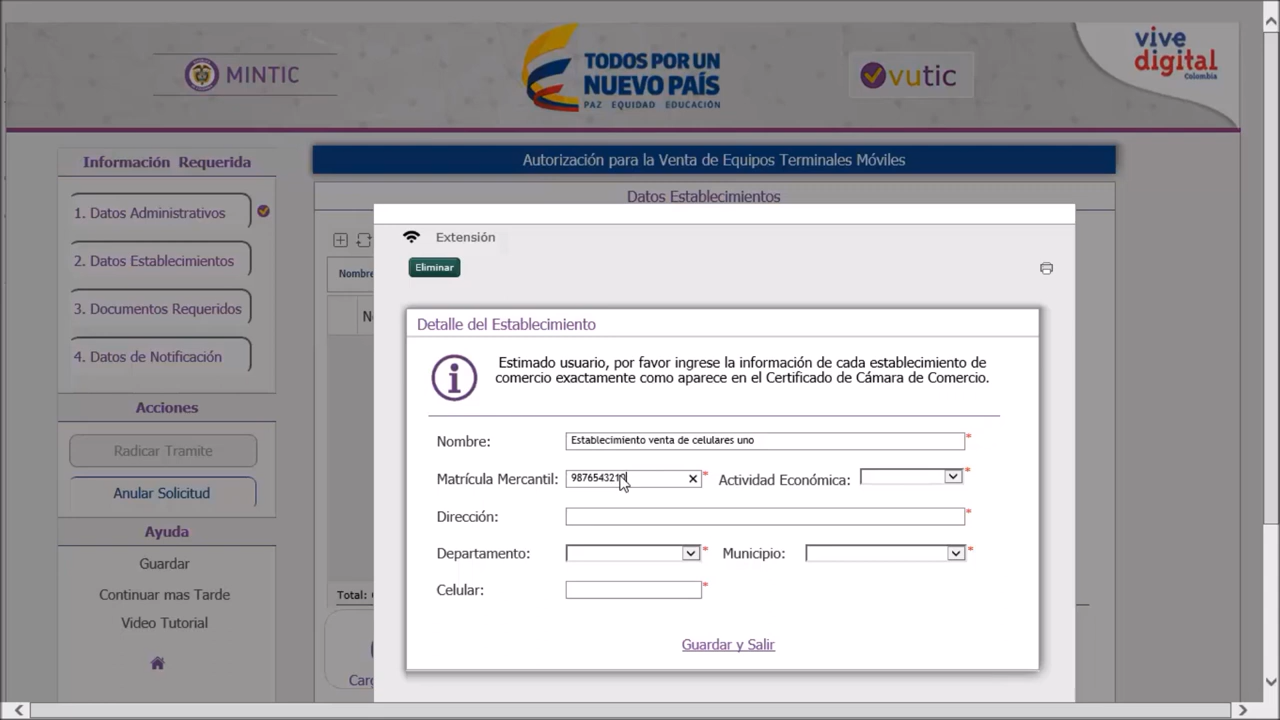 MINTIC
TODOS POR UN
NUEVO PAÍS
PAZ EQUIDAD EDUCACIÓN
vutic
vive
digital
Colombia
Información Requerida
1. Datos Administrativos
2. Datos Establecimientos
3. Documentos Requeridos
4. Datos de Notificación
Acciones
Radicar Tramite
Anular Solicitud
Ayuda
Guardar
Continuar mas Tarde
Video Tutorial
Autorización para la Venta de Equipos Terminales Móviles
Datos Establecimientos
Nombre
Total:
Extensión
Eliminar
Detalle del Establecimiento
Estimado usuario, por favor ingrese la información de cada establecimiento de
comercio exactamente como aparece en el Certificado de Cámara de Comercio.
Nombre: Establecimiento venta de celulares uno *
Matrícula Mercantil: 9876543210 * Actividad Económica: *
Dirección: *
Departamento: * Municipio: *
Celular: *
Guardar y Salir